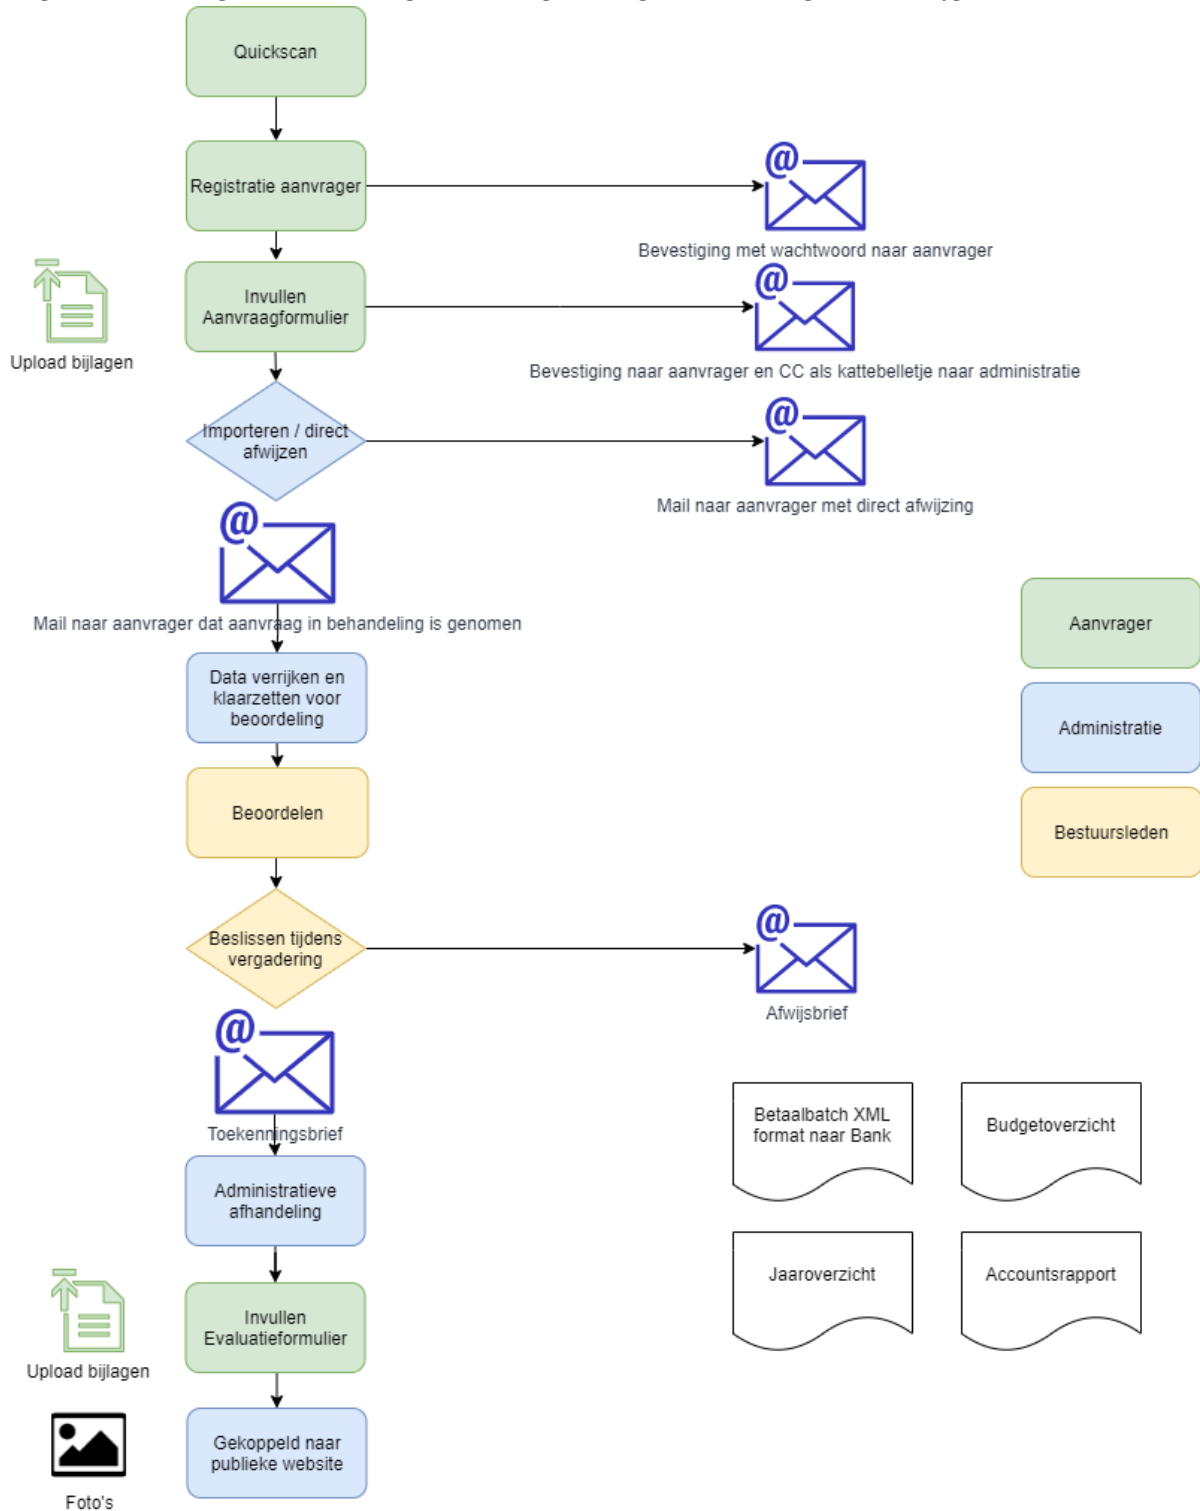 Quickscan
Registratie aanvrager
Bevestiging met wachtwoord naar aanvrager
Invullen
Aanvraagformulier
Upload bijlagen
Bevestiging naar aanvrager en CC als kattebelletje naar administratie
Importeren / direct
afwijzen
Mail naar aanvrager met direct afwijzing
Mail naar aanvrager dat aanvraag in behandeling is genomen
Aanvrager
Data verrijken en
klaarzetten voor
beoordeling
Administratie
Beoordelen
Bestuursleden
Beslissen tijdens
vergadering
Afwijsbrief
Toekenningsbrief
Betaalbatch XML
format naar Bank
Budgetoverzicht
Administratieve
afhandeling
Jaaroverzicht
Accountsrapport
Invullen
Evaluatieformulier
Upload bijlagen
Gekoppeld naar
publieke website
Foto's